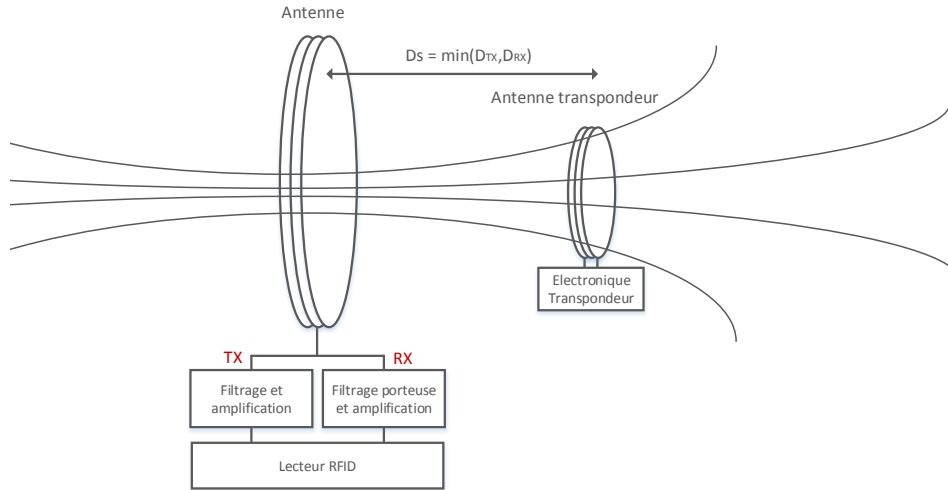 Antenne
Ds = min(DTX,DRX)
Antenne transpondeur
Electronique
Transpondeur
TX
RX
Filtrage et
amplification
Filtrage porteuse
et amplification
Lecteur RFID